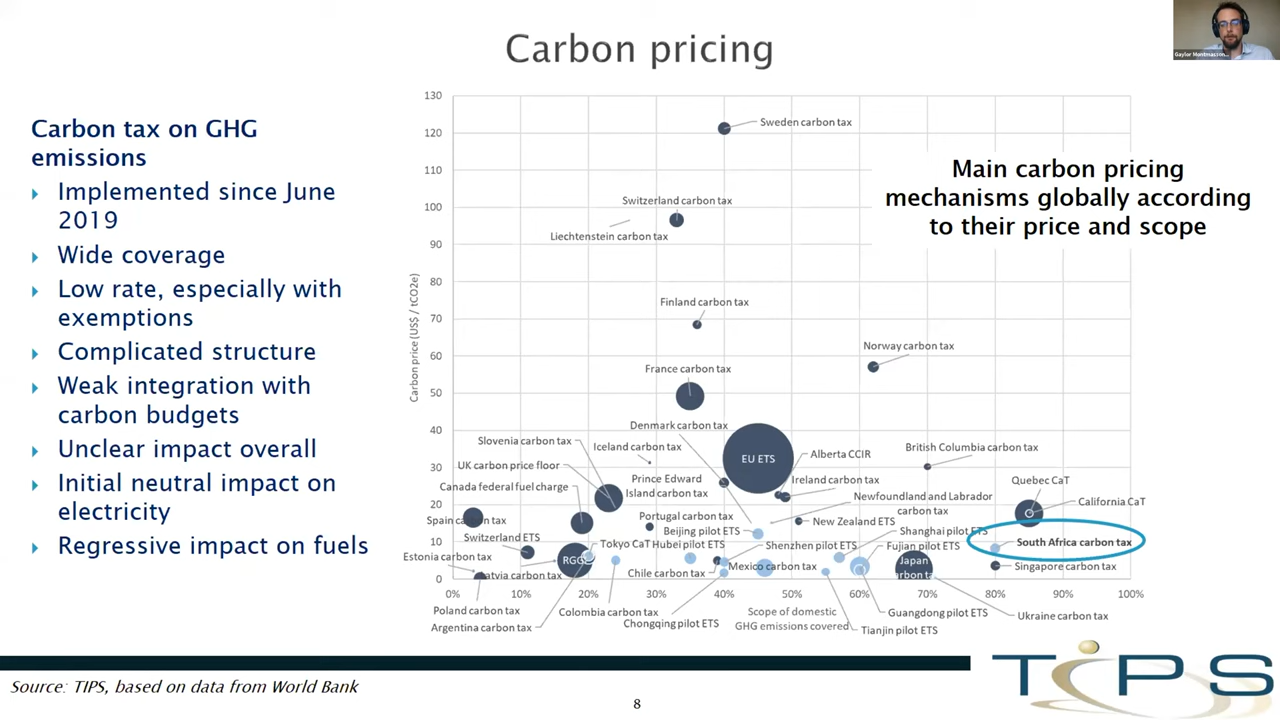 Carbon pricing
Gaylor Montmasson...
Carbon tax on GHG
emissions
Implemented since June
2019
Wide coverage
Low rate, especially with
exemptions
Complicated structure
Weak integration with
carbon budgets
Unclear impact overall
Initial neutral impact on
electricity
Regressive impact on fuels
Main carbon pricing
mechanisms globally according
to their price and scope
Carbon price (US$ / tCO2e)
130
120
110
100
90
80
70
60
50
40
30
20
10
0
Sweden carbon tax
Switzerland carbon tax
Liechtenstein carbon tax
Finland carbon tax
Norway carbon tax
France carbon tax
Denmark carbon tax
Slovenia carbon tax
Iceland carbon tax
EU ETS
Alberta CCIR
British Columbia carbon tax
UK carbon price floor
Prince Edward
Island carbon tax
Ireland carbon tax
Quebec CaT
Canada federal fuel charge
Newfoundland and Labrador
carbon tax
California CaT
Spain carbon tax
Portugal carbon tax
New Zealand ETS
Beijing pilot ETS
Shanghai pilot ETS
Switzerland ETS
Tokyo CaT
Hubei pilot ETS
Shenzhen pilot ETS
Fujian pilot ETS
South Africa carbon tax
Estonia carbon tax
RGGI
Mexico carbon tax
Japan
carbon tax
Singapore carbon tax
Latvia carbon tax
Chile carbon tax
0%
10%
20%
30%
40%
50%
60%
70%
80%
90%
100%
Poland carbon tax
Colombia carbon tax
Scope of domestic
GHG emissions covered
Guangdong pilot ETS
Ukraine carbon tax
Argentina carbon tax
Chongqing pilot ETS
Tianjin pilot ETS
TiPS
Source: TIPS, based on data from World Bank
8